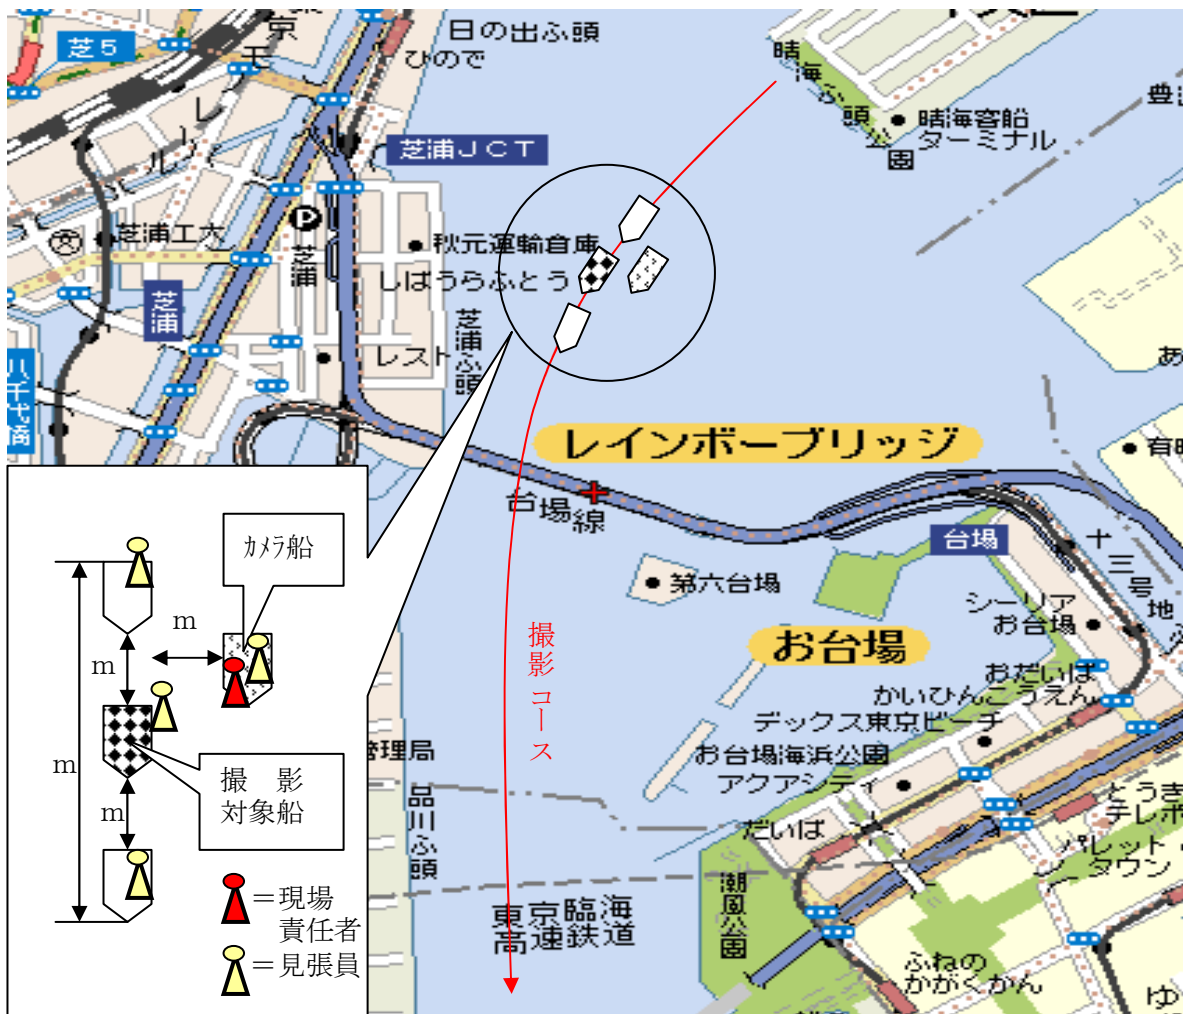 日の出ふ頭
ひので
京
モ
レ
ー
ル
芝5
芝浦JCT
晴海ふ頭公園
晴海客船
ターミナル
芝浦工大
P
芝浦
秋元運輸倉庫
しばうらふとう
芝浦
レスト
芝浦ふ頭
八千代橋
レインボーブリッジ
台場線
台場
第六台場
十三号地
シーリア
お台場
お台場
おだいば
かいひんこうえん
デックス東京ビーチ
お台場海浜公園
アクアシティ
だいば
パレット
タウン
潮風公園
ふねの
かがくかん
東京臨海
高速鉄道
管理局
品川ふ頭
撮影コース
カメラ船
m
m
m
m
撮 影
対象船
=現場
責任者
=見張員